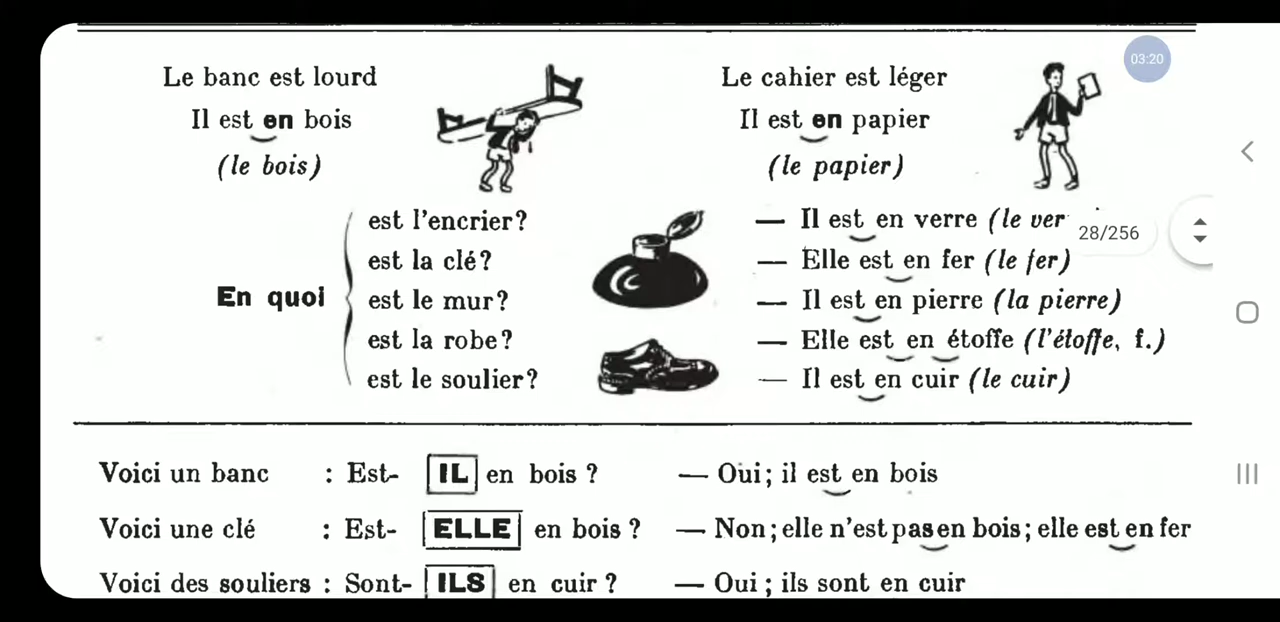 Le banc est lourd
Il est en bois
(le bois)
Le cahier est léger
Il est en papier
(le papier)
03:20
28/256
En quoi
est l'encrier? — Il est en verre (le ver
est la clé? — Elle est en fer (le fer)
est le mur? — Il est en pierre (la pierre)
est la robe? — Elle est en étoffe (l'étoffe, f.)
est le soulier? — Il est en cuir (le cuir)
Voici un banc : Est- IL en bois ? — Oui; il est en bois
Voici une clé : Est- ELLE en bois ? — Non; elle n'est pas en bois; elle est en fer
Voici des souliers : Sont- ILS en cuir ? — Oui; ils sont en cuir